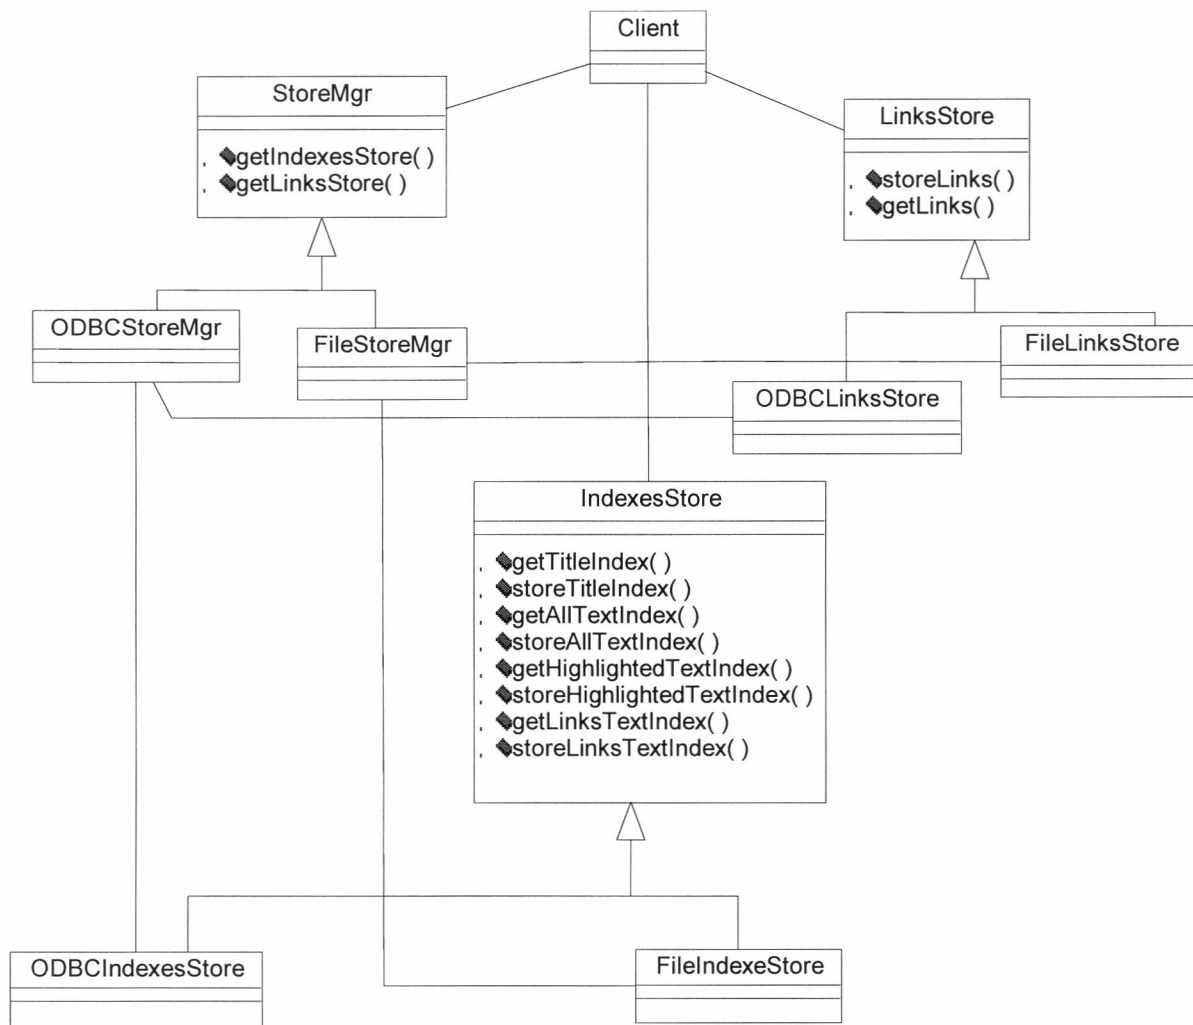 Client
StoreMgr
getIndexesStore( )
getLinksStore( )
LinksStore
storeLinks( )
getLinks( )
ODBCStoreMgr
FileStoreMgr
FileLinksStore
ODBCLinksStore
IndexesStore
getTitleIndex( )
storeTitleIndex( )
getAllTextIndex( )
storeAllTextIndex( )
getHighlightedTextIndex( )
storeHighlightedTextIndex( )
getLinksTextIndex( )
storeLinksTextIndex( )
ODBCIndexesStore
FileIndexeStore